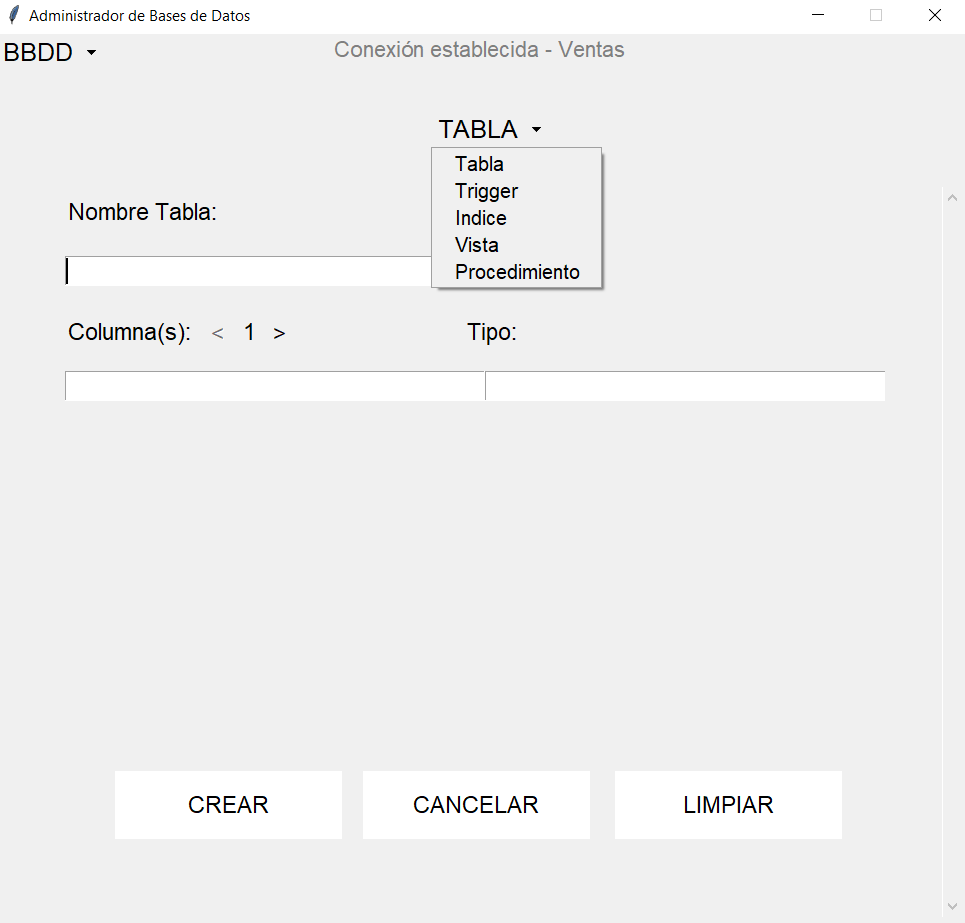 Administrador de Bases de Datos
BBDD
Conexión establecida - Ventas
TABLA
Tabla
Trigger
Indice
Vista
Procedimiento
Nombre Tabla:
Columna(s): < 1 >
Tipo:
CREAR
CANCELAR
LIMPIAR